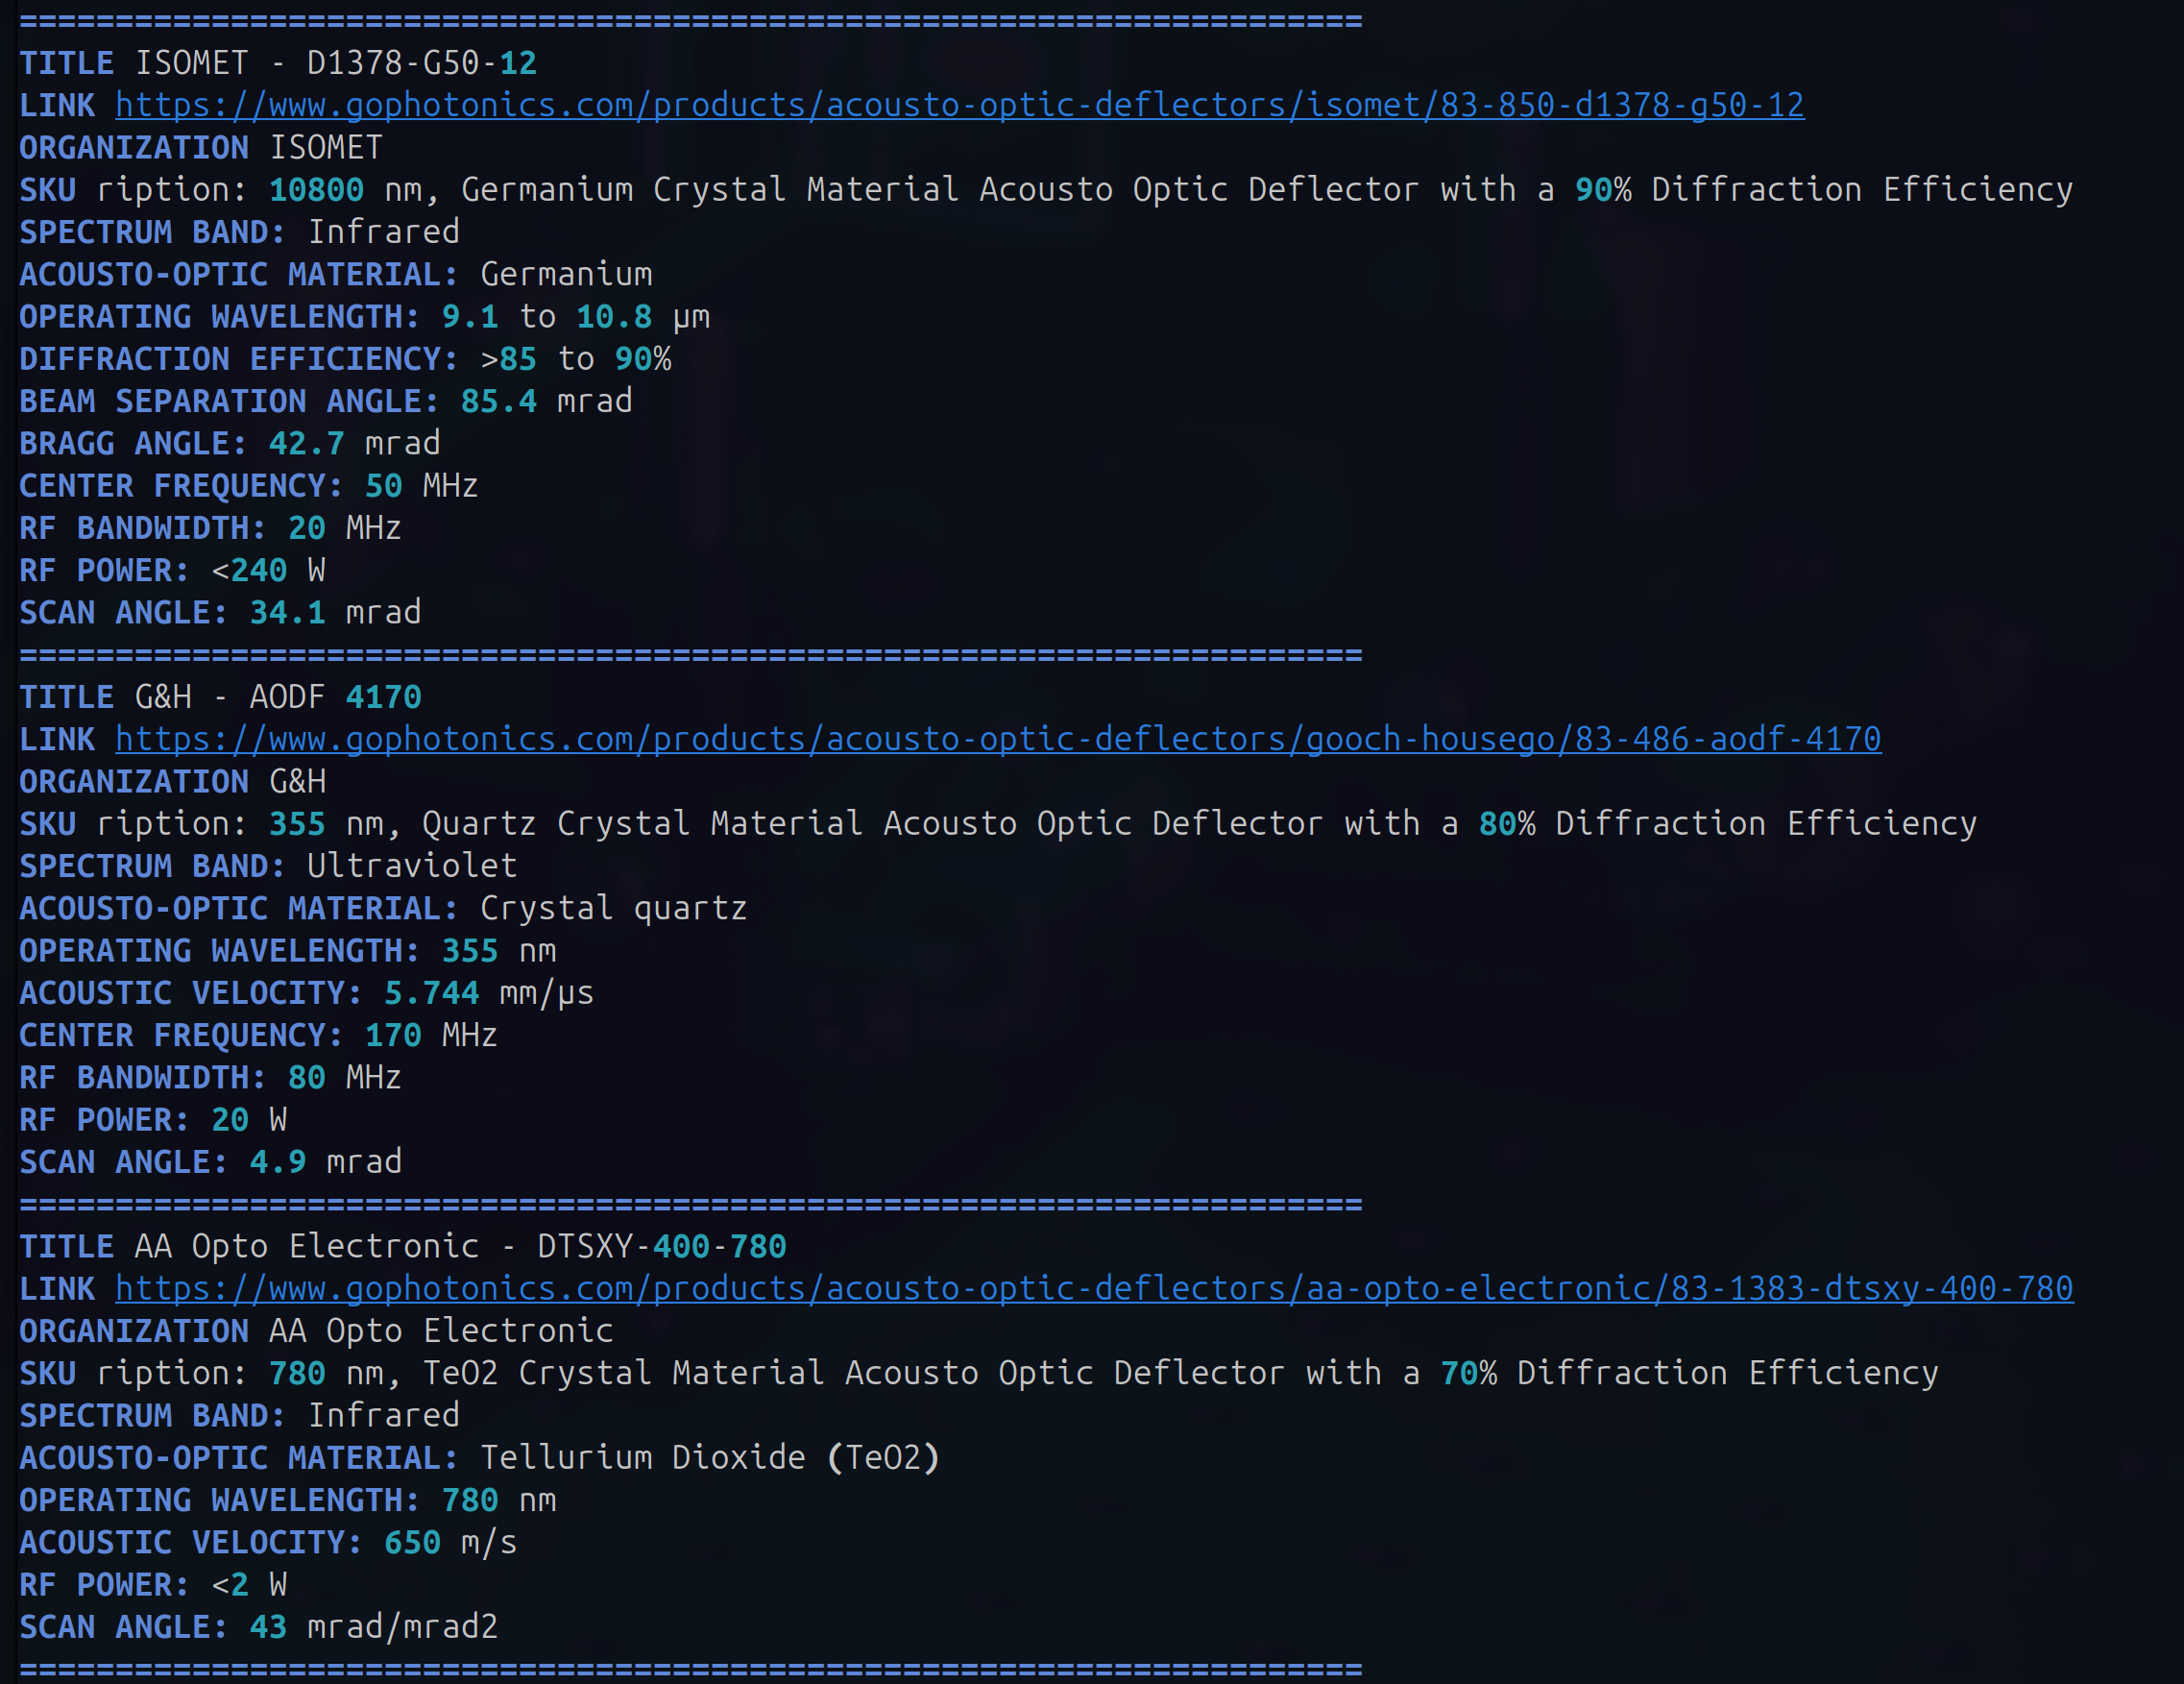 ======================================================================
TITLE ISOMET - D1378-G50-12
LINK https://www.gophotonics.com/products/acousto-optic-deflectors/isomet/83-850-d1378-g50-12
ORGANIZATION ISOMET
SKU ription: 10800 nm, Germanium Crystal Material Acousto Optic Deflector with a 90% Diffraction Efficiency
SPECTRUM BAND: Infrared
ACOUSTO-OPTIC MATERIAL: Germanium
OPERATING WAVELENGTH: 9.1 to 10.8 µm
DIFFRACTION EFFICIENCY: >85 to 90%
BEAM SEPARATION ANGLE: 85.4 mrad
BRAGG ANGLE: 42.7 mrad
CENTER FREQUENCY: 50 MHz
RF BANDWIDTH: 20 MHz
RF POWER: <240 W
SCAN ANGLE: 34.1 mrad
======================================================================
TITLE G&H - AODF 4170
LINK https://www.gophotonics.com/products/acousto-optic-deflectors/gooch-housego/83-486-aodf-4170
ORGANIZATION G&H
SKU ription: 355 nm, Quartz Crystal Material Acousto Optic Deflector with a 80% Diffraction Efficiency
SPECTRUM BAND: Ultraviolet
ACOUSTO-OPTIC MATERIAL: Crystal quartz
OPERATING WAVELENGTH: 355 nm
ACOUSTIC VELOCITY: 5.744 mm/µs
CENTER FREQUENCY: 170 MHz
RF BANDWIDTH: 80 MHz
RF POWER: 20 W
SCAN ANGLE: 4.9 mrad
======================================================================
TITLE AA Opto Electronic - DTSXY-400-780
LINK https://www.gophotonics.com/products/acousto-optic-deflectors/aa-opto-electronic/83-1383-dtsxy-400-780
ORGANIZATION AA Opto Electronic
SKU ription: 780 nm, TeO2 Crystal Material Acousto Optic Deflector with a 70% Diffraction Efficiency
SPECTRUM BAND: Infrared
ACOUSTO-OPTIC MATERIAL: Tellurium Dioxide (TeO2)
OPERATING WAVELENGTH: 780 nm
ACOUSTIC VELOCITY: 650 m/s
RF POWER: <2 W
SCAN ANGLE: 43 mrad/mrad2
======================================================================